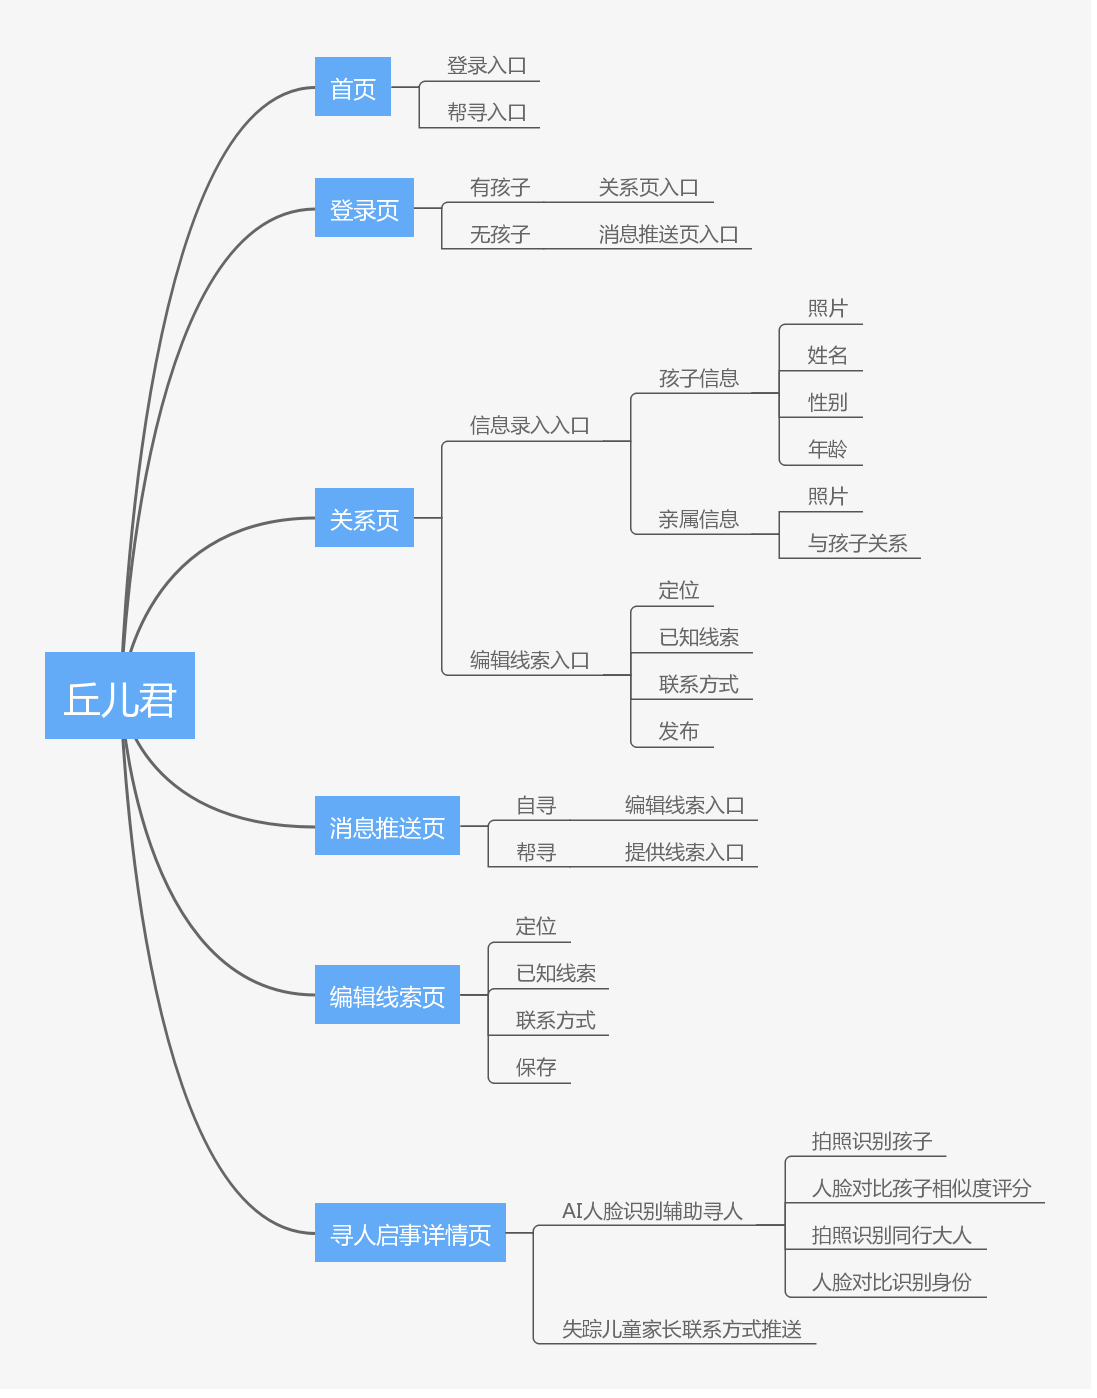 丘儿君
首页
登录入口
帮寻入口
登录页
有孩子
关系页入口
无孩子
消息推送页入口
关系页
信息录入入口
孩子信息
照片
姓名
性别
年龄
亲属信息
照片
与孩子关系
编辑线索入口
定位
已知线索
联系方式
发布
消息推送页
自寻
编辑线索入口
帮寻
提供线索入口
编辑线索页
定位
已知线索
联系方式
保存
寻人启事详情页
AI人脸识别辅助寻人
拍照识别孩子
人脸对比孩子相似度评分
拍照识别同行大人
人脸对比识别身份
失踪儿童家长联系方式推送